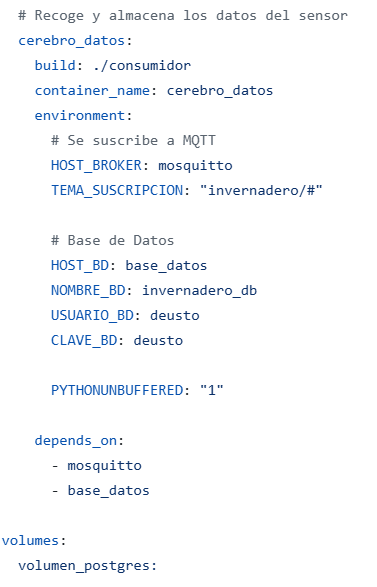 # Recoge y almacena los datos del sensor
cerebro_datos:
build: ./consumidor
container_name: cerebro_datos
environment:
# Se suscribe a MQTT
HOST_BROKER: mosquitto
TEMA_SUSCRIPCION: "invernadero/#"
# Base de Datos
HOST_BD: base_datos
NOMBRE_BD: invernadero_db
USUARIO_BD: deusto
CLAVE_BD: deusto
PYTHONUNBUFFERED: "1"
depends_on:
- mosquitto
- base_datos
volumes:
volumen_postgres: